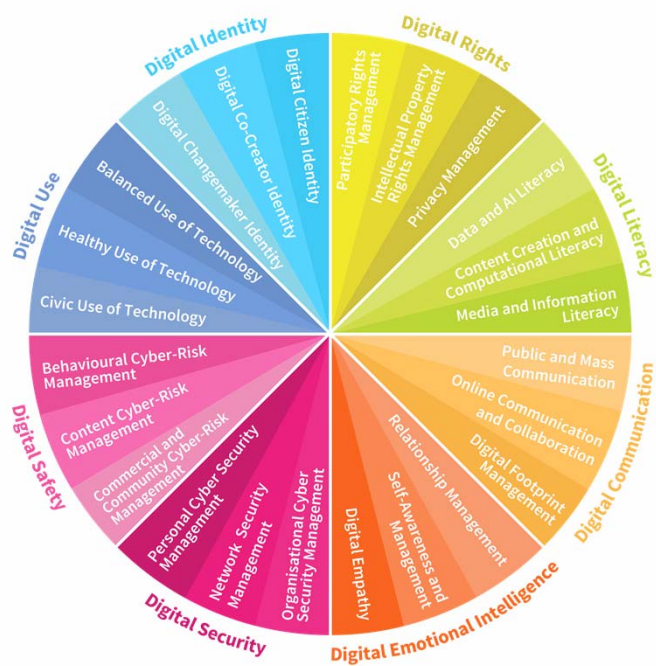 Digital Identity
Digital Citizen Identity
Digital Co-Creator Identity
Digital Changemaker Identity
Digital Rights
Participatory Rights
Management
Intellectual Property
Rights Management
Privacy Management
Digital Literacy
Data and AI Literacy
Content Creation and
Computational Literacy
Media and Information
Literacy
Digital Communication
Public and Mass
Communication
Online Communication
and Collaboration
Digital Footprint
Management
Digital Emotional Intelligence
Relationship Management
Self-Awareness and
Management
Digital Empathy
Digital Security
Organisational Cyber
Security Management
Network Security
Management
Personal Cyber Security
Management
Digital Safety
Commercial and
Community Cyber-Risk
Management
Content Cyber-Risk
Management
Behavioural Cyber-Risk
Management
Digital Use
Civic Use of Technology
Healthy Use of Technology
Balanced Use of Technology